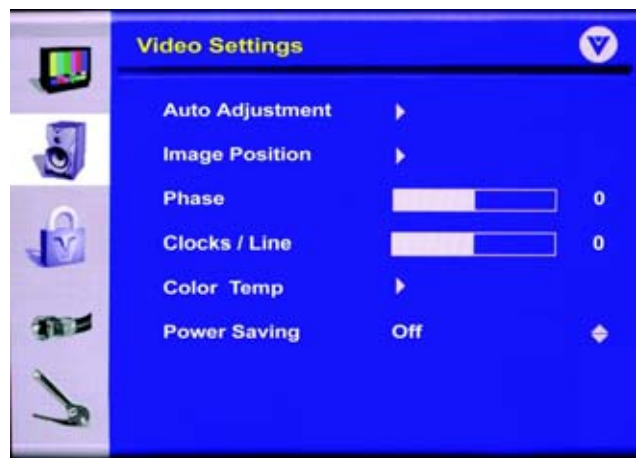 Video Settings
Auto Adjustment
Image Position
Phase 0
Clocks / Line 0
Color Temp
Power Saving Off